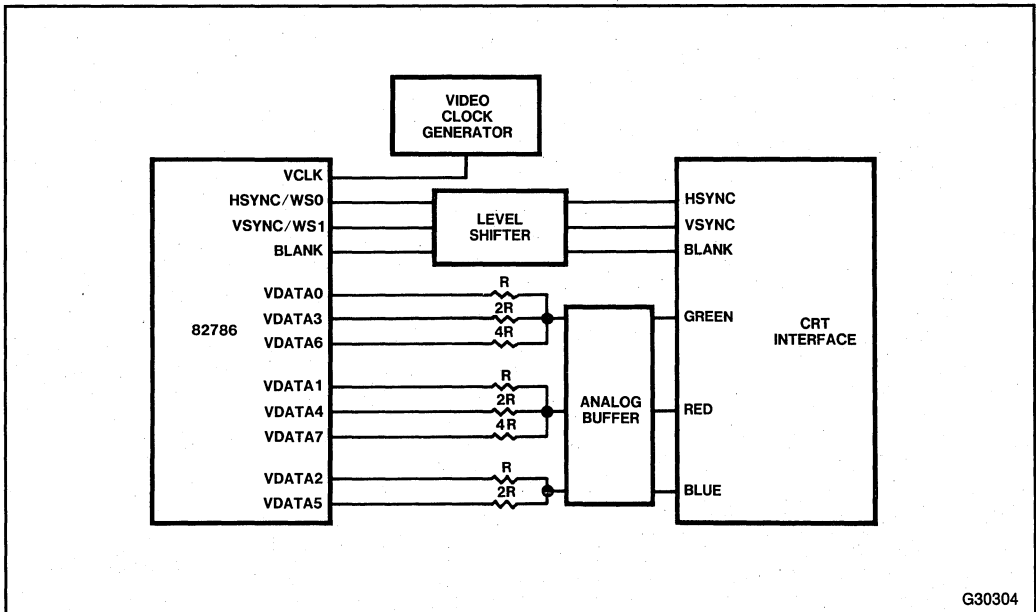 VIDEO
CLOCK
GENERATOR
VCLK
HSYNC/WS0
VSYNC/WS1
BLANK
LEVEL
SHIFTER
HSYNC
VSYNC
BLANK
VDATA0
R
VDATA3
2R
VDATA6
4R
82786
VDATA1
R
VDATA4
2R
VDATA7
4R
VDATA2
R
VDATA5
2R
ANALOG
BUFFER
GREEN
RED
BLUE
CRT
INTERFACE
G30304